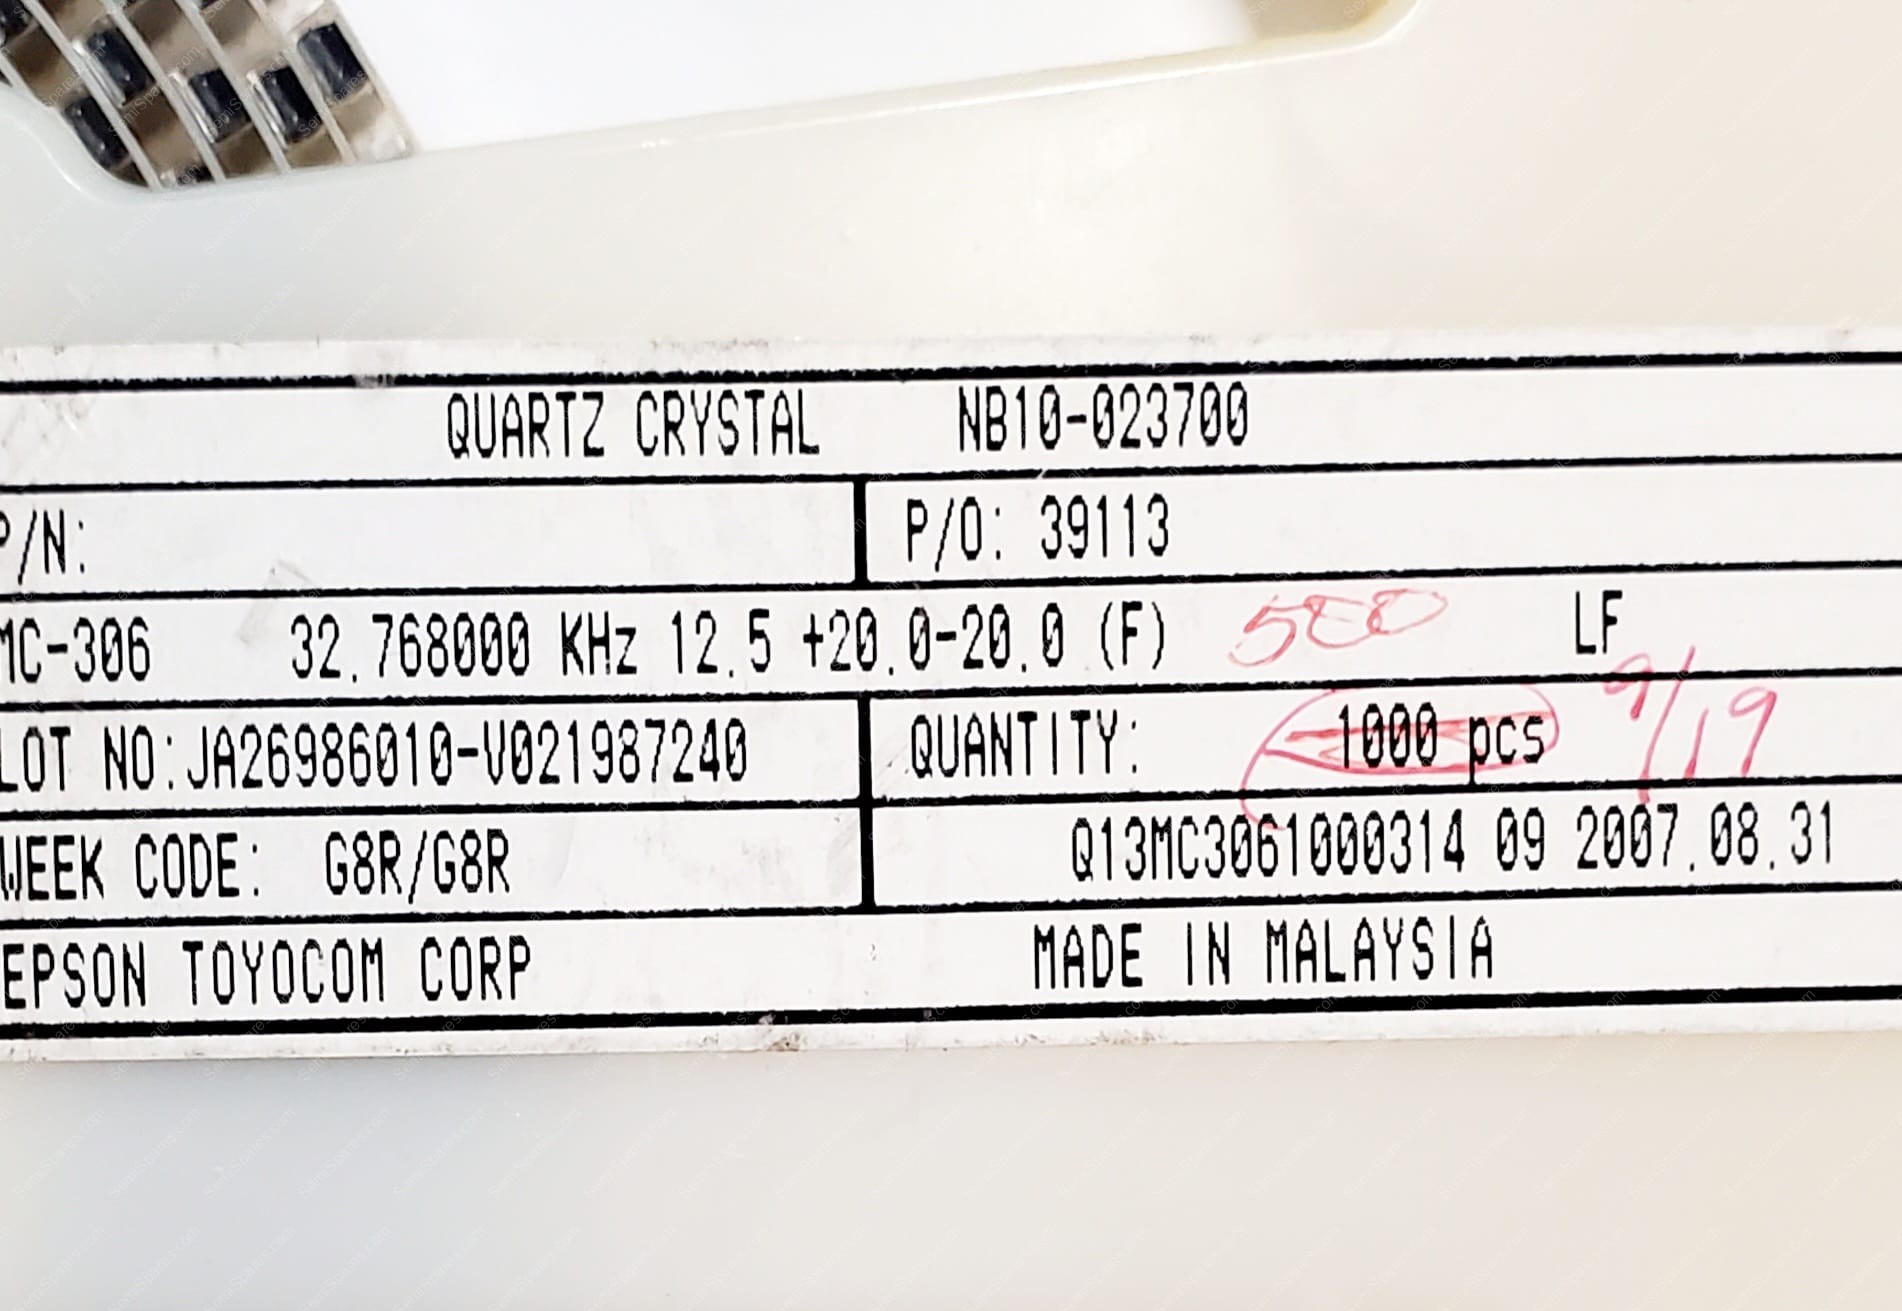 QUARTZ CRYSTAL NB10-023700
P/N: P/O: 39113
MC-306 32.768000 KHz 12.5 +20.0-20.0 (F) 500 LF
LOT NO:JA26986010-V021987240 QUANTITY: 1000 pcs 9/19
WEEK CODE: G8R/G8R Q13MC3061000314 09 2007.08.31
EPSON TOYOCOM CORP MADE IN MALAYSIA
SemiSpares.com